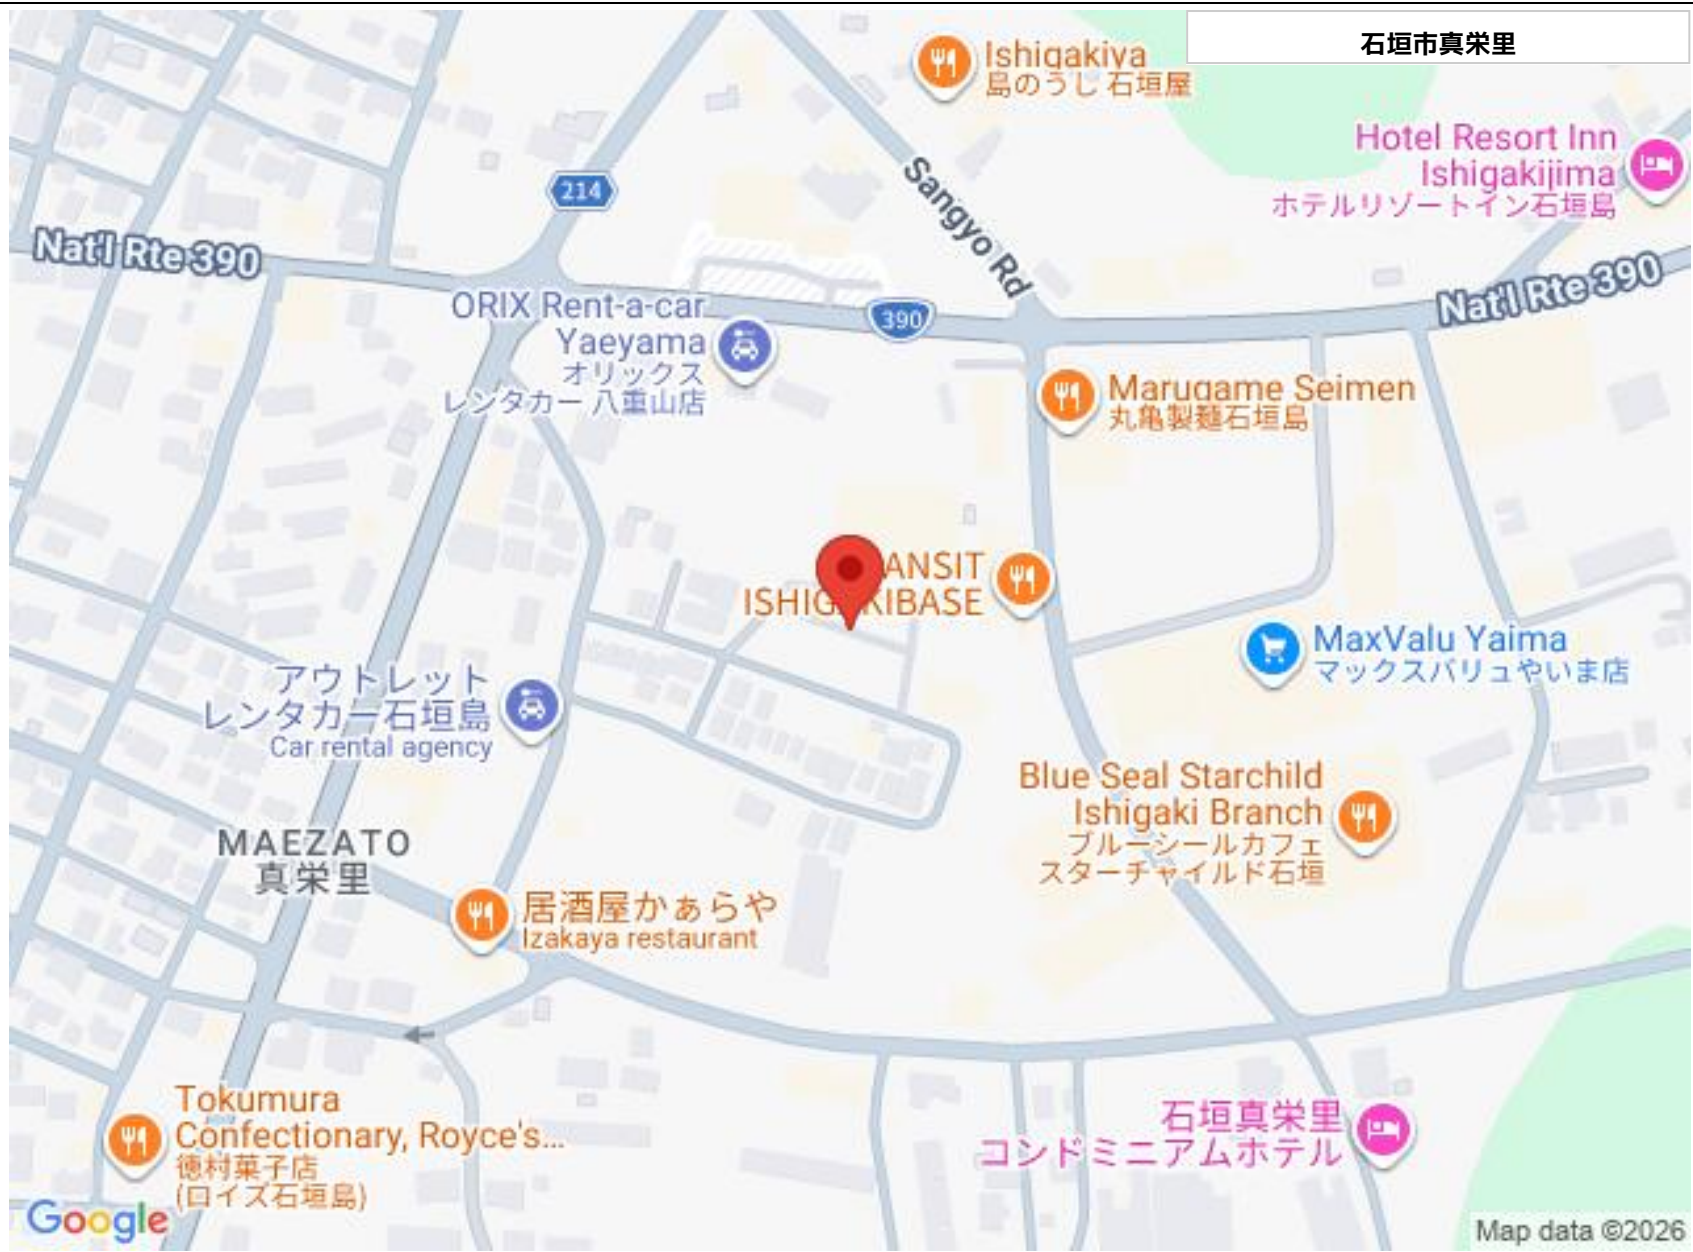 石垣市真栄里
Ishigakiya
島のうし 石垣屋
Hotel Resort Inn
Ishigakijima
ホテルリゾートイン石垣島
214
Sangyo Rd
Nat'l Rte 390
Nat'l Rte 390
390
ORIX Rent-a-car
Yaeyama
オリックス
レンタカー 八重山店
Marugame Seimen
丸亀製麺石垣島
ANSIT
ISHIG KIBASE
MaxValu Yaima
マックスバリュやいま店
アウトレット
レンタカー石垣島
Car rental agency
Blue Seal Starchild
Ishigaki Branch
ブルーシールカフェ
スターチャイルド石垣
MAEZATO
真栄里
居酒屋かぁらや
Izakaya restaurant
Tokumura
Confectionary, Royce's...
徳村菓子店
(ロイズ石垣島)
石垣真栄里
コンドミニアムホテル
Google
Map data ©2026